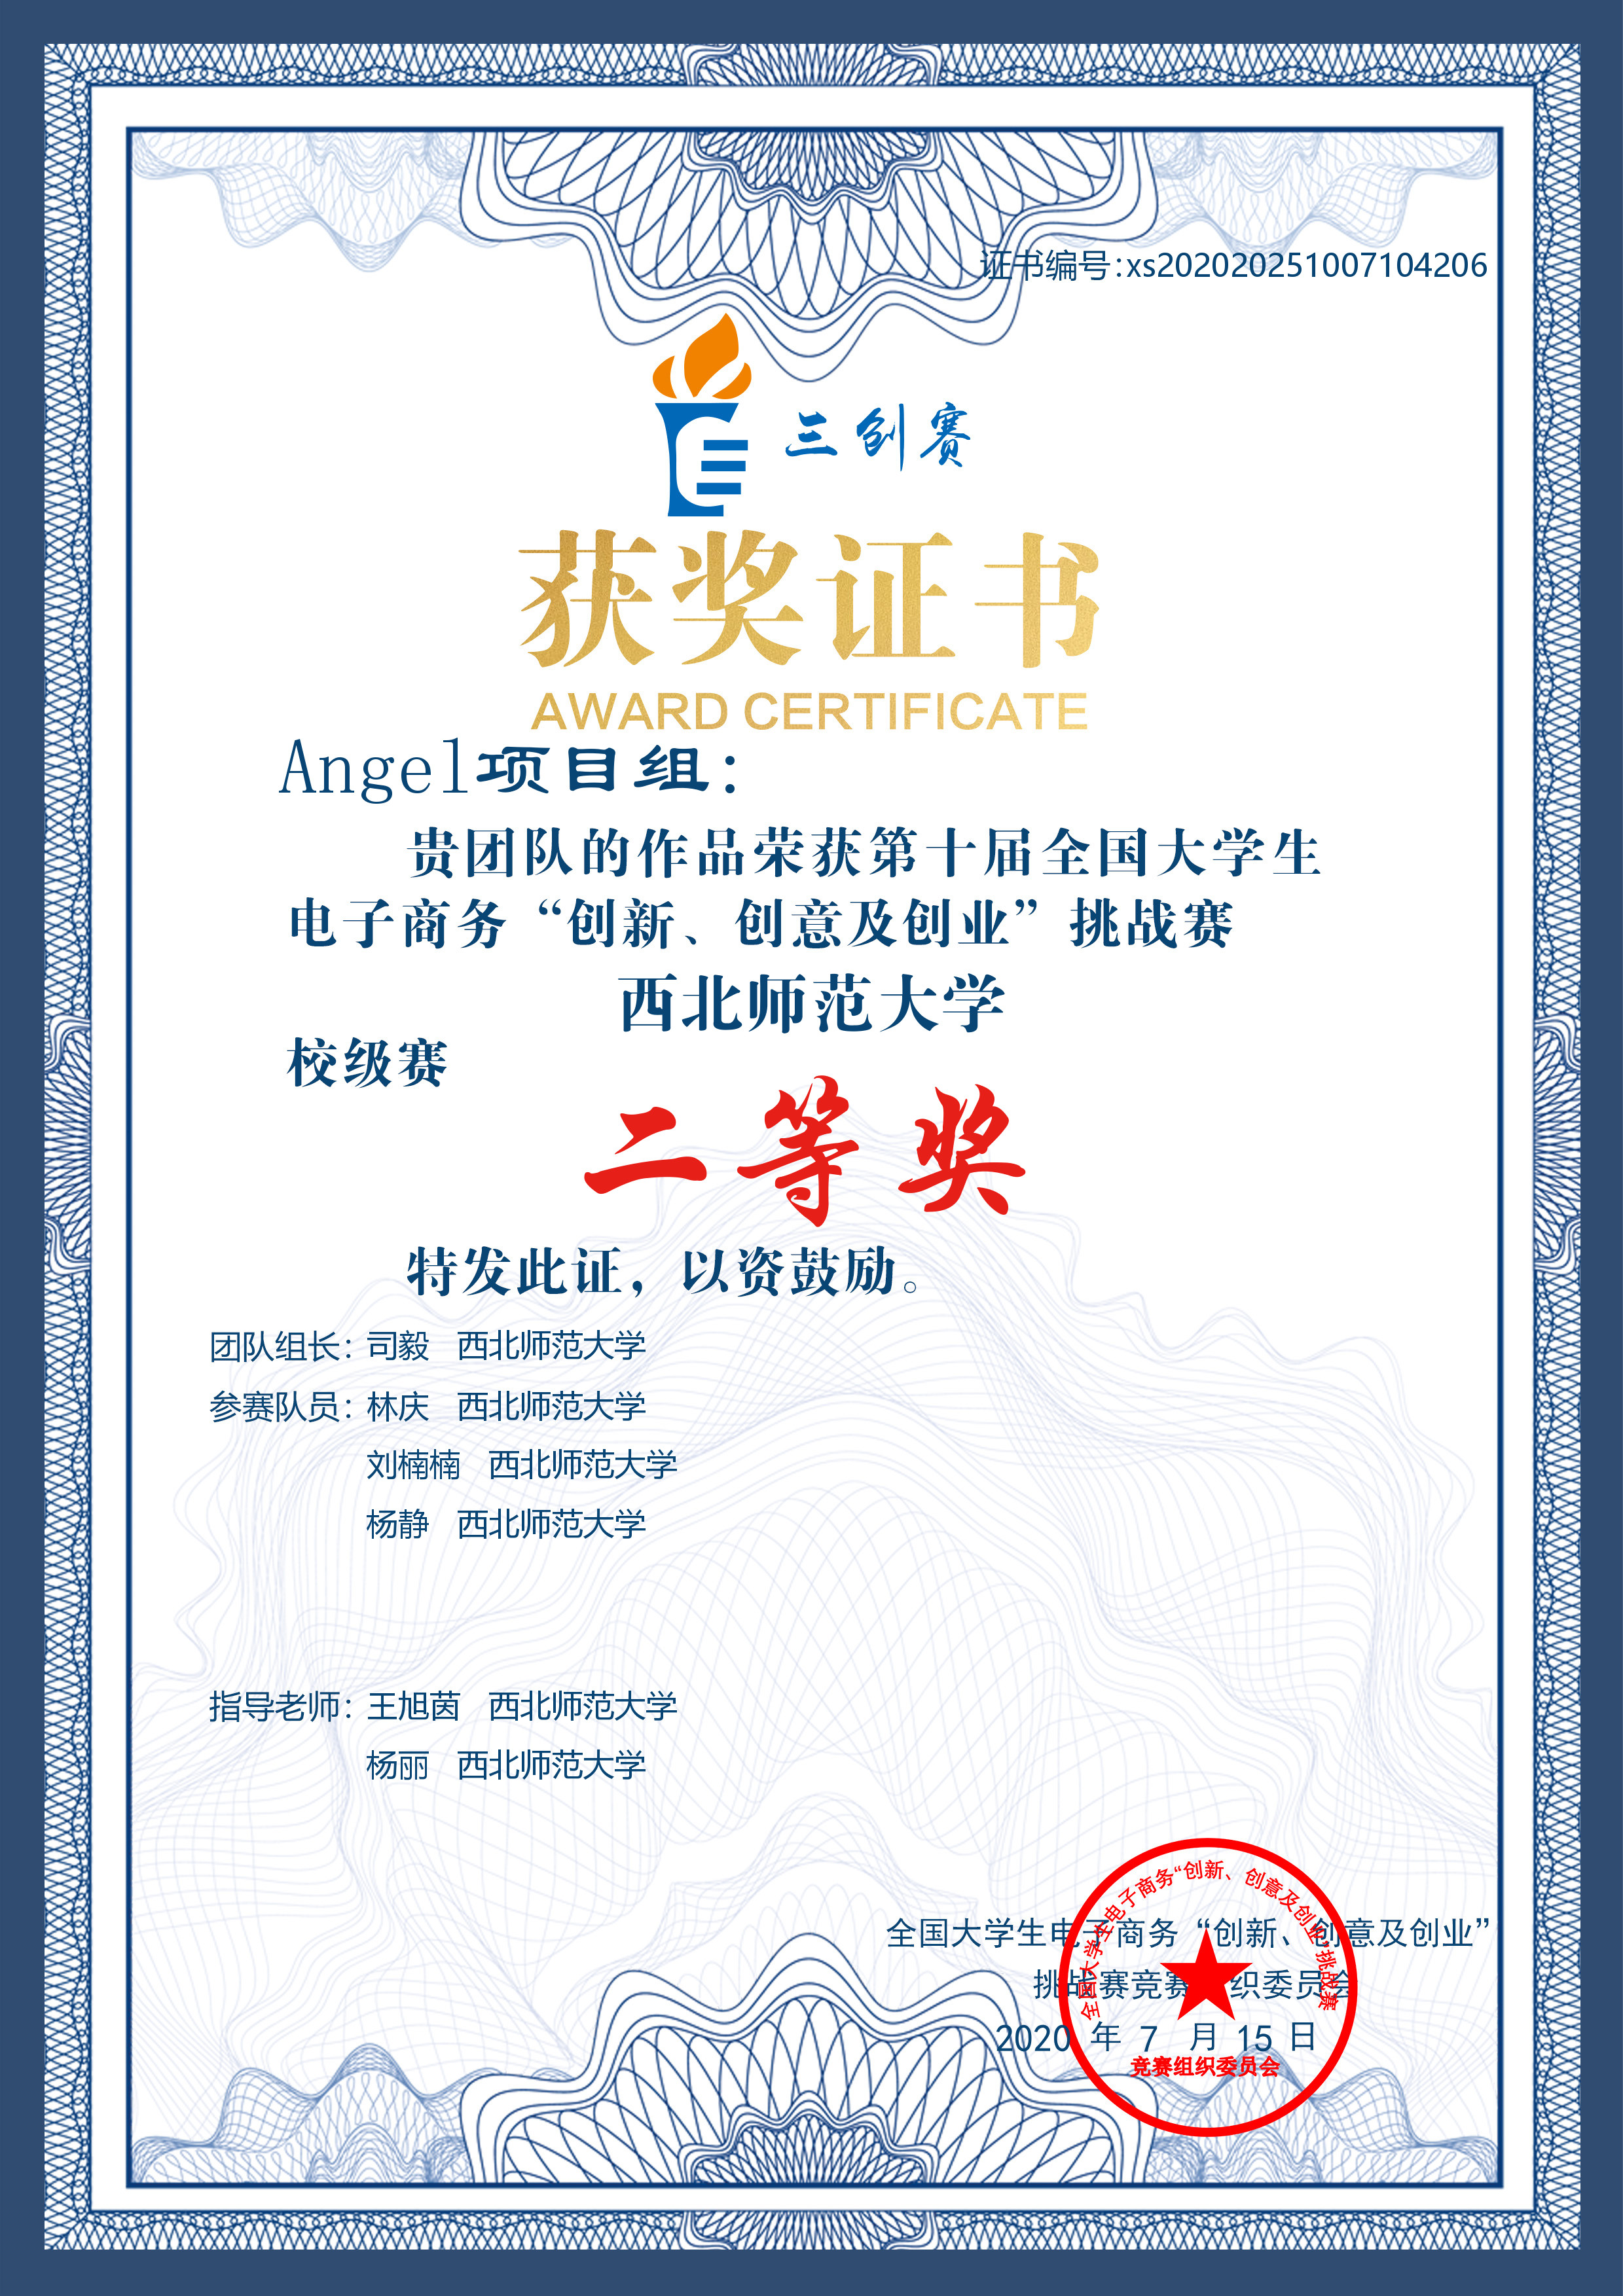 证书编号：xs202020251007104206
三创赛
获奖证书
AWARD CERTIFICATE
Angel项目组：
贵团队的作品荣获第十届全国大学生
电子商务“创新、创意及创业”挑战赛
西北师范大学
校级赛
二等奖
特发此证，以资鼓励。
团队组长：司毅 西北师范大学
参赛队员：林庆 西北师范大学
刘楠楠 西北师范大学
杨静 西北师范大学
指导老师：王旭茵 西北师范大学
杨丽 西北师范大学
全国大学生电子商务“创新、创意及创业”
挑战赛竞赛组织委员会
2020 年 7 月 15 日
全国大学生电子商务“创新、创意及创业”挑战赛
竞赛组织委员会